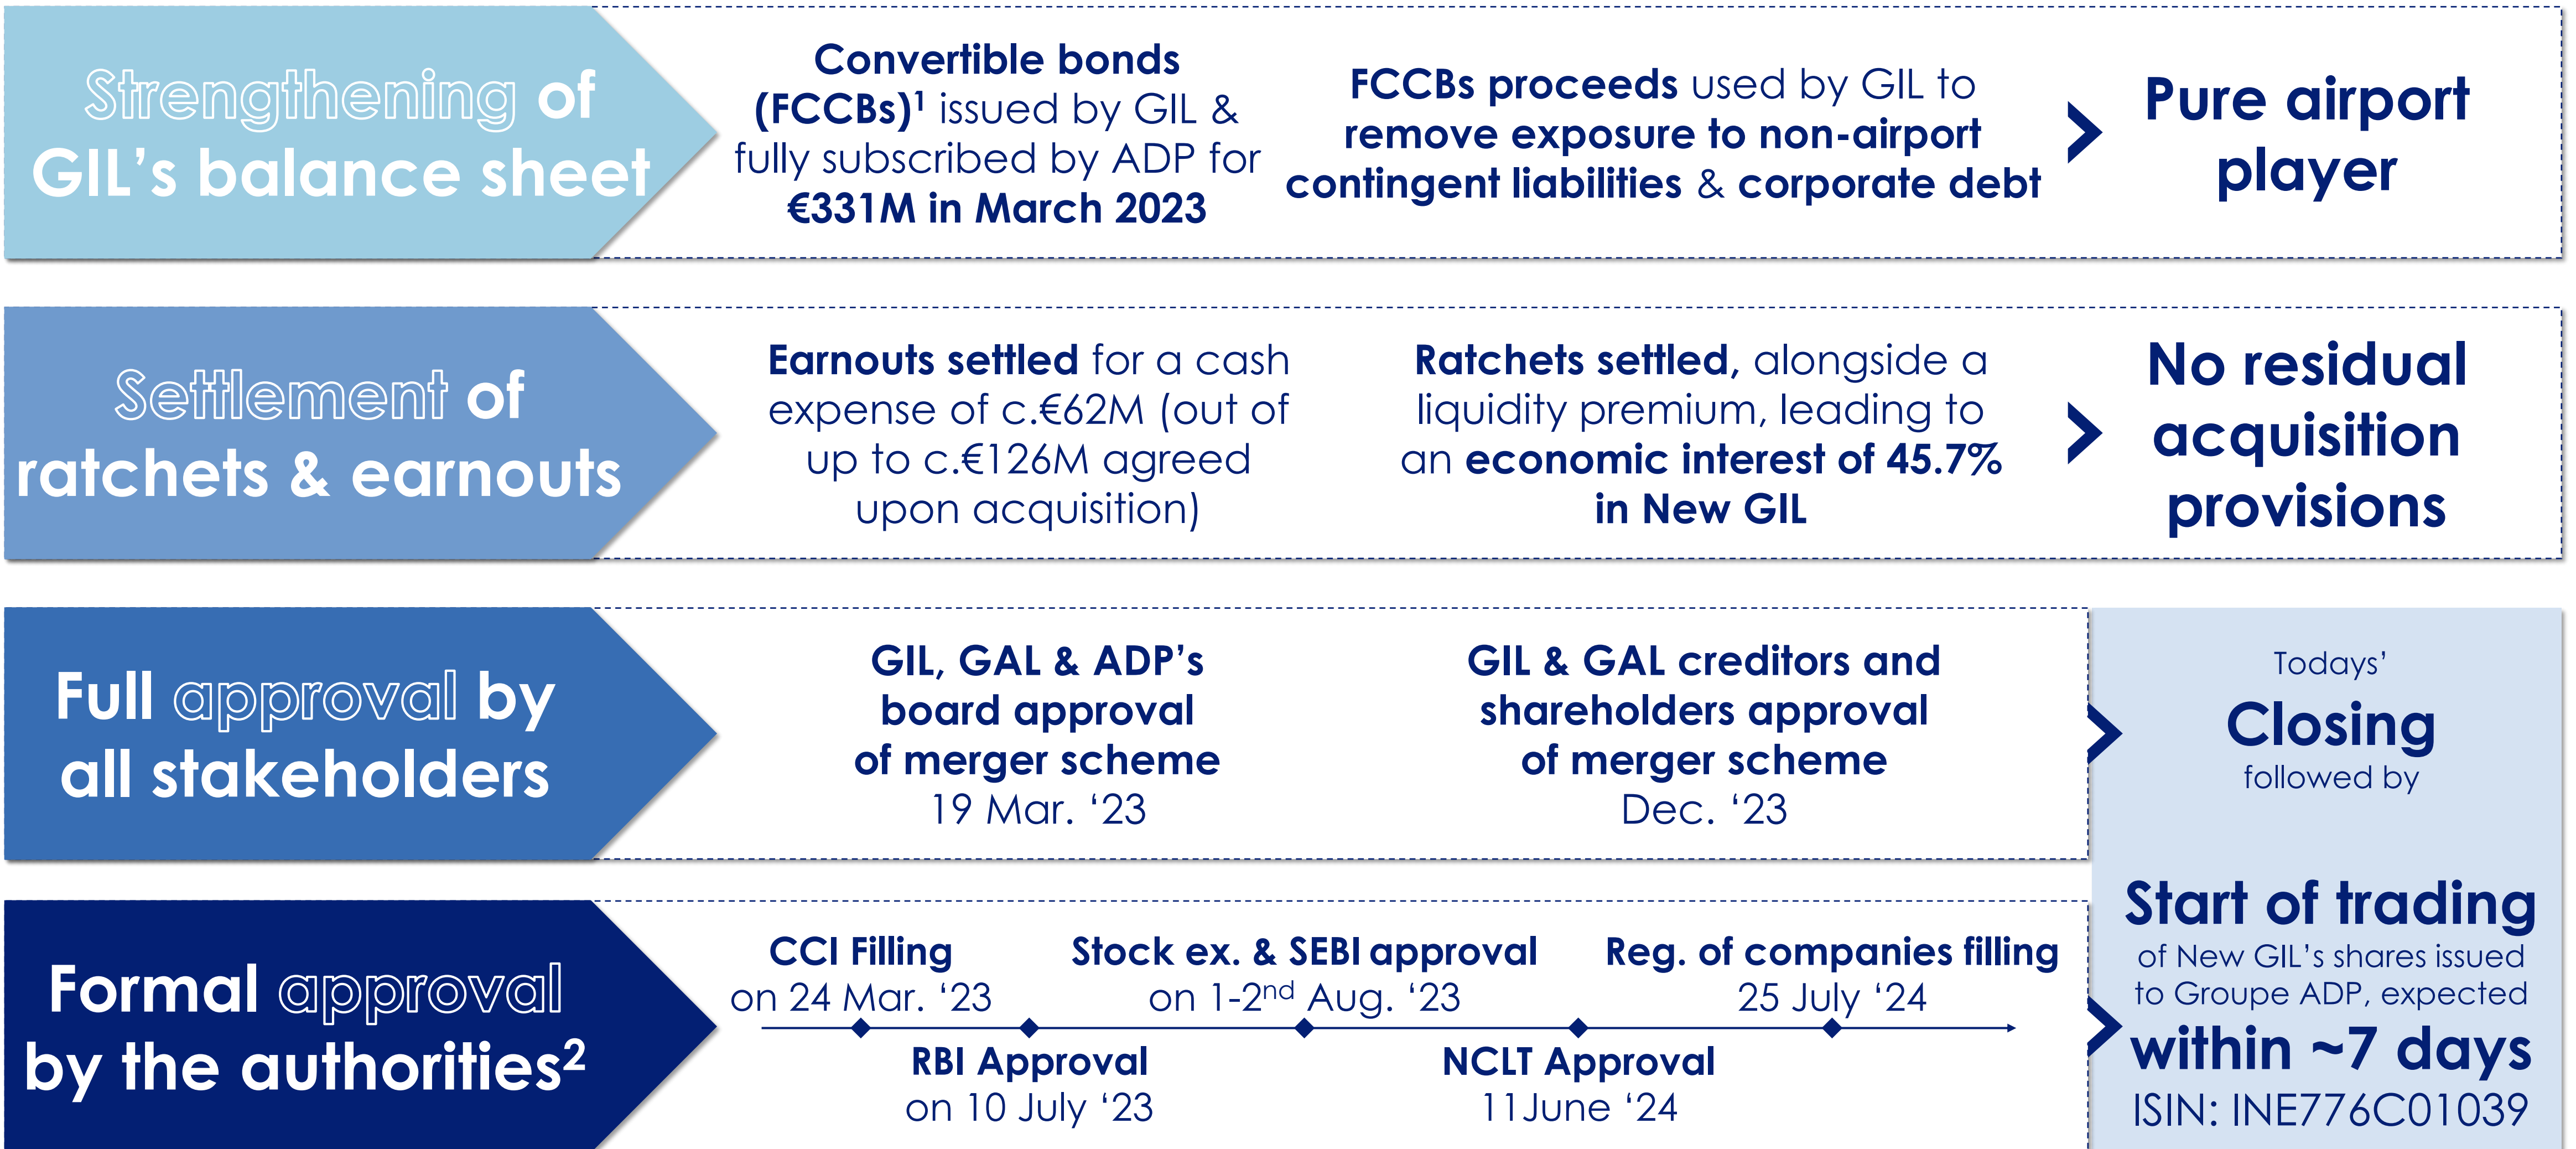 Strengthening of
GIL's balance sheet
Convertible bonds
(FCCBs)¹ issued by GIL &
fully subscribed by ADP for
€331M in March 2023
FCCBs proceeds used by GIL to
remove exposure to non-airport
contingent liabilities & corporate debt
Pure airport
player
Settlement of
ratchets & earnouts
Earnouts settled for a cash
expense of c.€62M (out of
up to c.€126M agreed
upon acquisition)
Ratchets settled, alongside a
liquidity premium, leading to
an economic interest of 45.7%
in New GIL
No residual
acquisition
provisions
Full approval by
all stakeholders
GIL, GAL & ADP's
board approval
of merger scheme
19 Mar. ‘23
GIL & GAL creditors and
shareholders approval
of merger scheme
Dec. ‘23
Formal approval
by the authorities²
CCI Filling
on 24 Mar. ‘23
RBI Approval
on 10 July ‘23
Stock ex. & SEBI approval
on 1-2nd Aug. ‘23
NCLT Approval
11June ‘24
Reg. of companies filling
25 July ‘24
Todays’
Closing
followed by
Start of trading
of New GIL's shares issued
to Groupe ADP, expected
within ~7 days
ISIN: INE776C01039